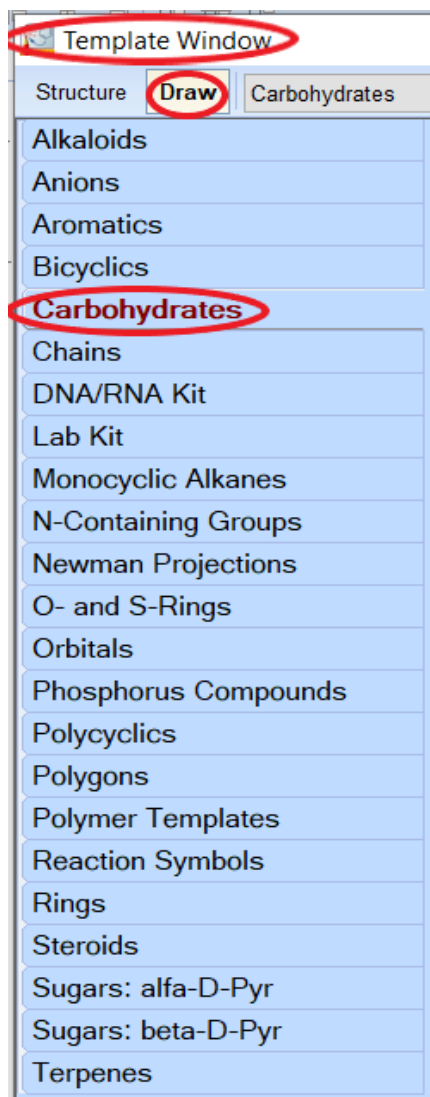 Template Window
Structure Draw Carbohydrates
Alkaloids
Anions
Aromatics
Bicyclics
Carbohydrates
Chains
DNA/RNA Kit
Lab Kit
Monocyclic Alkanes
N-Containing Groups
Newman Projections
O- and S-Rings
Orbitals
Phosphorus Compounds
Polycyclics
Polygons
Polymer Templates
Reaction Symbols
Rings
Steroids
Sugars: alfa-D-Pyr
Sugars: beta-D-Pyr
Terpenes